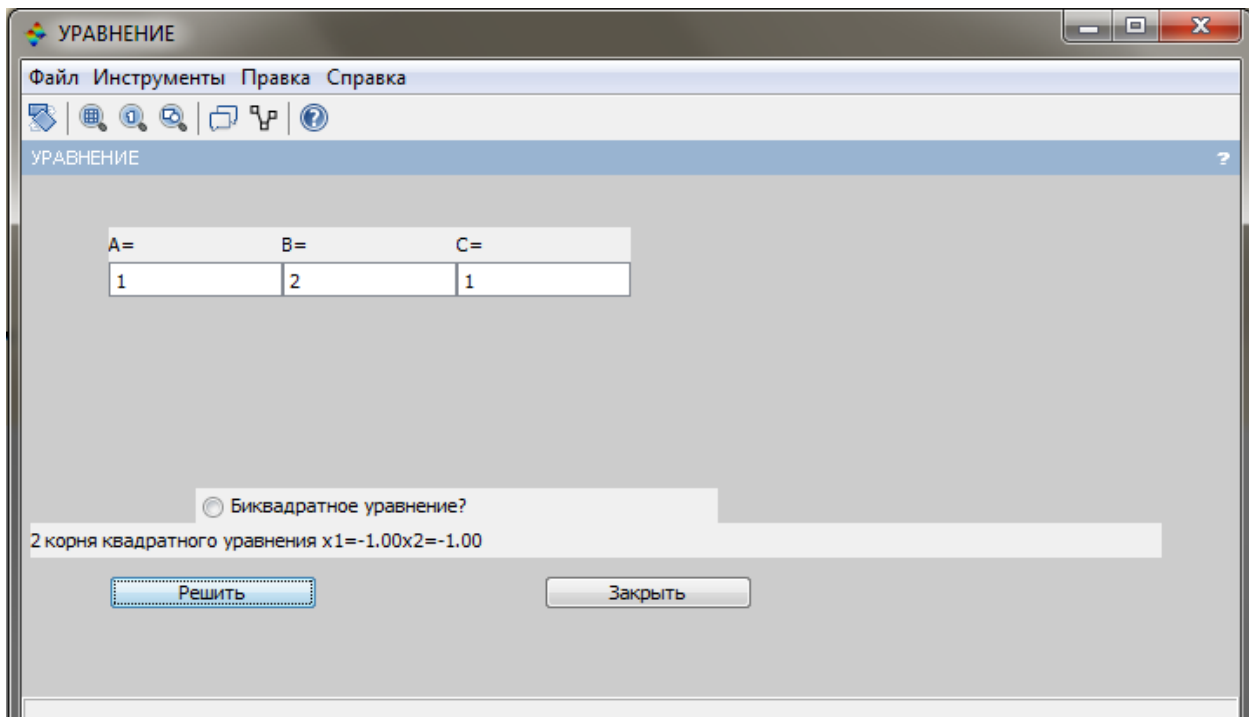 УРАВНЕНИЕ
Файл Инструменты Правка Справка
УРАВНЕНИЕ ?
A= B= C=
1 2 1
Биквадратное уравнение?
2 корня квадратного уравнения x1=-1.00x2=-1.00
Решить Закрыть